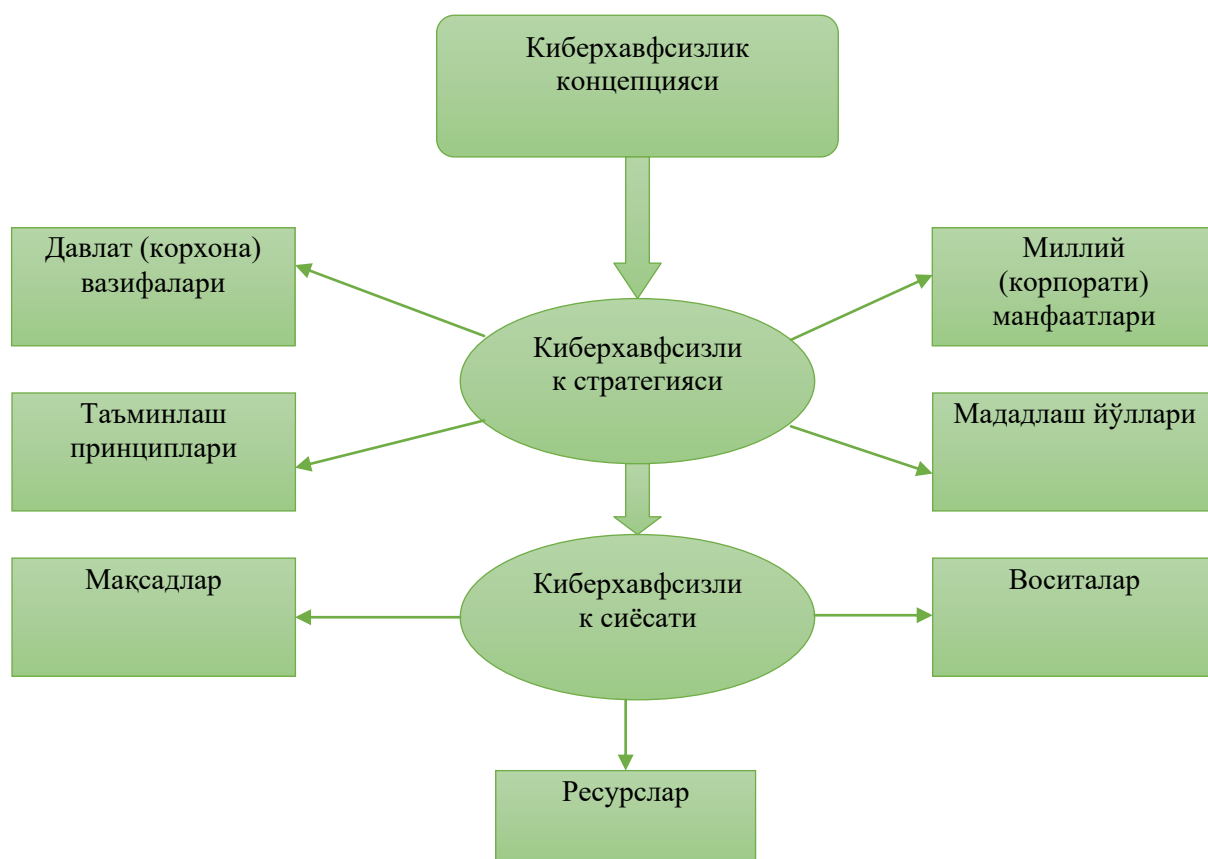 Киберхавфсизлик
концепцияси
Давлат (корхона)
вазифалари
Миллий
(корпорати)
манфаатлари
Киберхавфсизли
к стратегияси
Таъминлаш
принциплари
Мададлаш йўллари
Мақсадлар
Киберхавфсизли
к сиёсати
Воситалар
Ресурслар